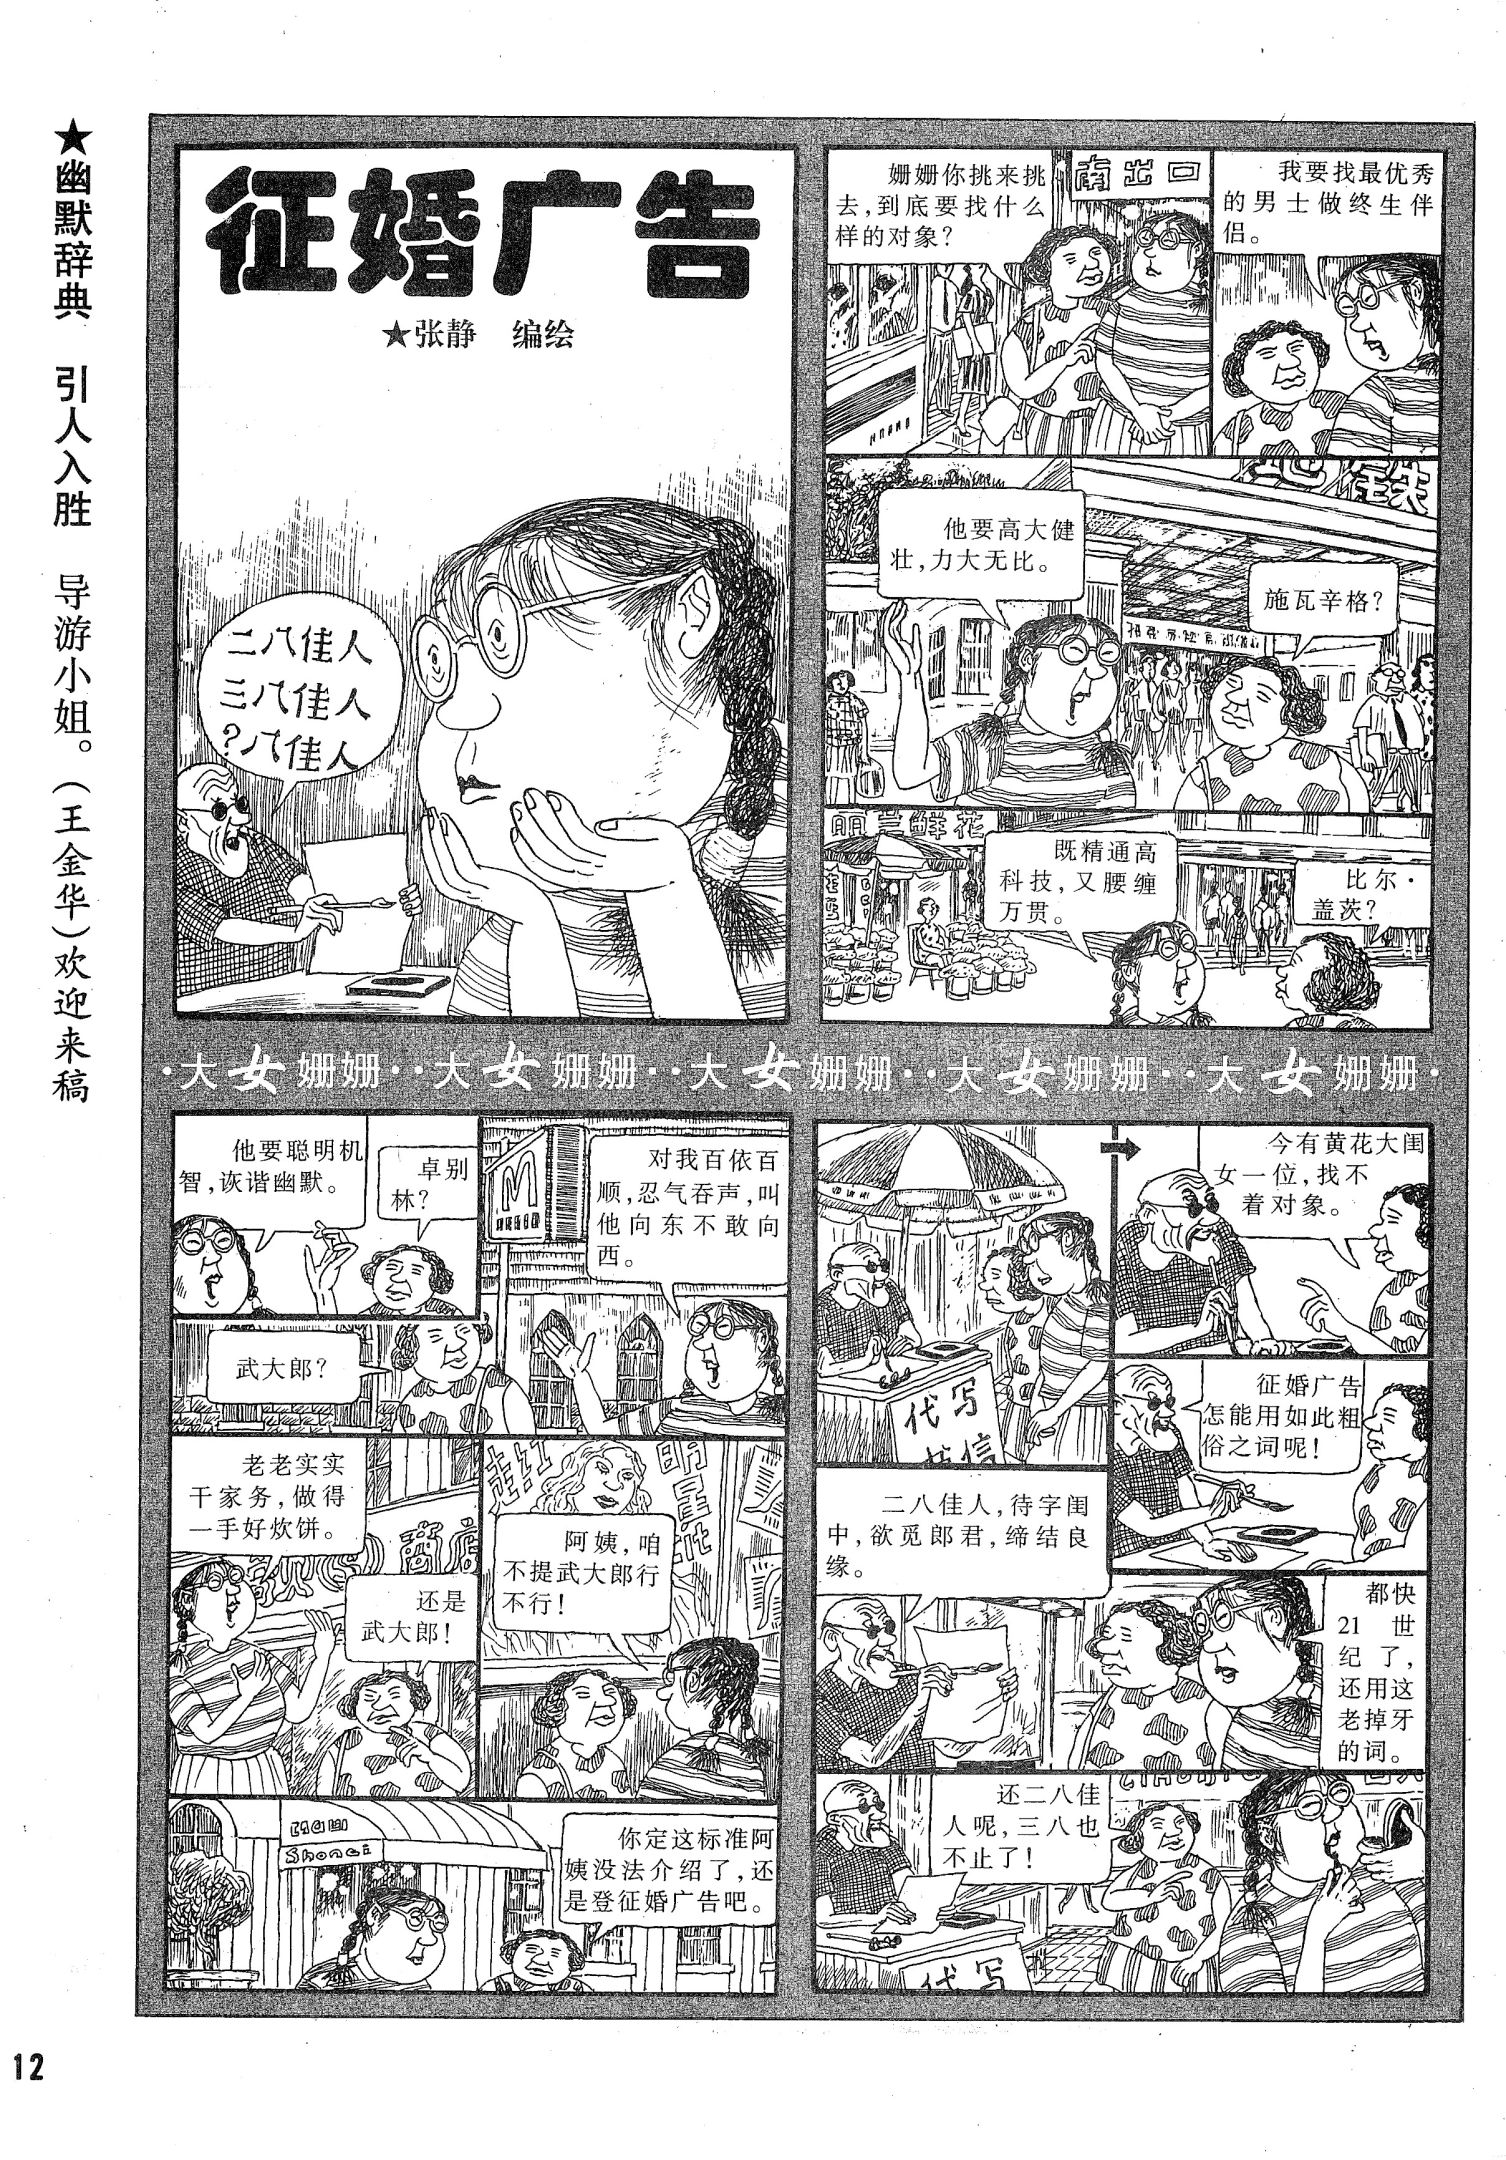 ★幽默辞典 引人入胜 导游小姐。(王金华)欢迎来稿
征婚广告
★张静 编绘
二八佳人
三八佳人
?八佳人
姗姗你挑来挑
去,到底要找什么
样的对象?
南出口
我要找最优秀
的男士做终生伴
侣。
地铁
他要高大健
壮,力大无比。
施瓦辛格?
鲜花
既精通高
科技,又腰缠
万贯。
比尔·
盖茨?
·大女姗姗··大女姗姗··大女姗姗··大女姗姗··大女姗姗·
他要聪明机
智,诙谐幽默。
卓别
林?
M
对我百依百
顺,忍气吞声,叫
他向东不敢向
西。
武大郎?
老老实实
干家务,做得
一手好炊饼。
商店
还是
武大郎!
明星
阿姨,咱
不提武大郎行
不行!
你定这标准阿
姨没法介绍了,还
是登征婚广告吧。
代写
书信
今有黄花大闺
女一位,找不
着对象。
征婚广告
怎能用如此粗
俗之词呢!
二八佳人,待字闺
中,欲觅郎君,缔结良
缘。
都快
21世
纪了,
还用这
老掉牙
的词。
还二八佳
人呢,三八也
不止了!
代写
12